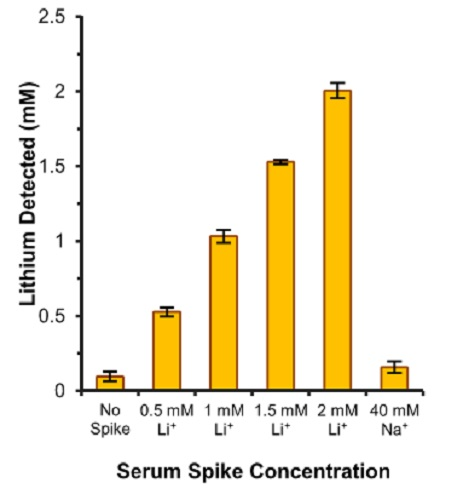 2.5
2
1.5
1
0.5
0
Lithium Detected (mM)
No Spike
0.5 mM Li⁺
1 mM Li⁺
1.5 mM Li⁺
2 mM Li⁺
40 mM Na⁺
Serum Spike Concentration